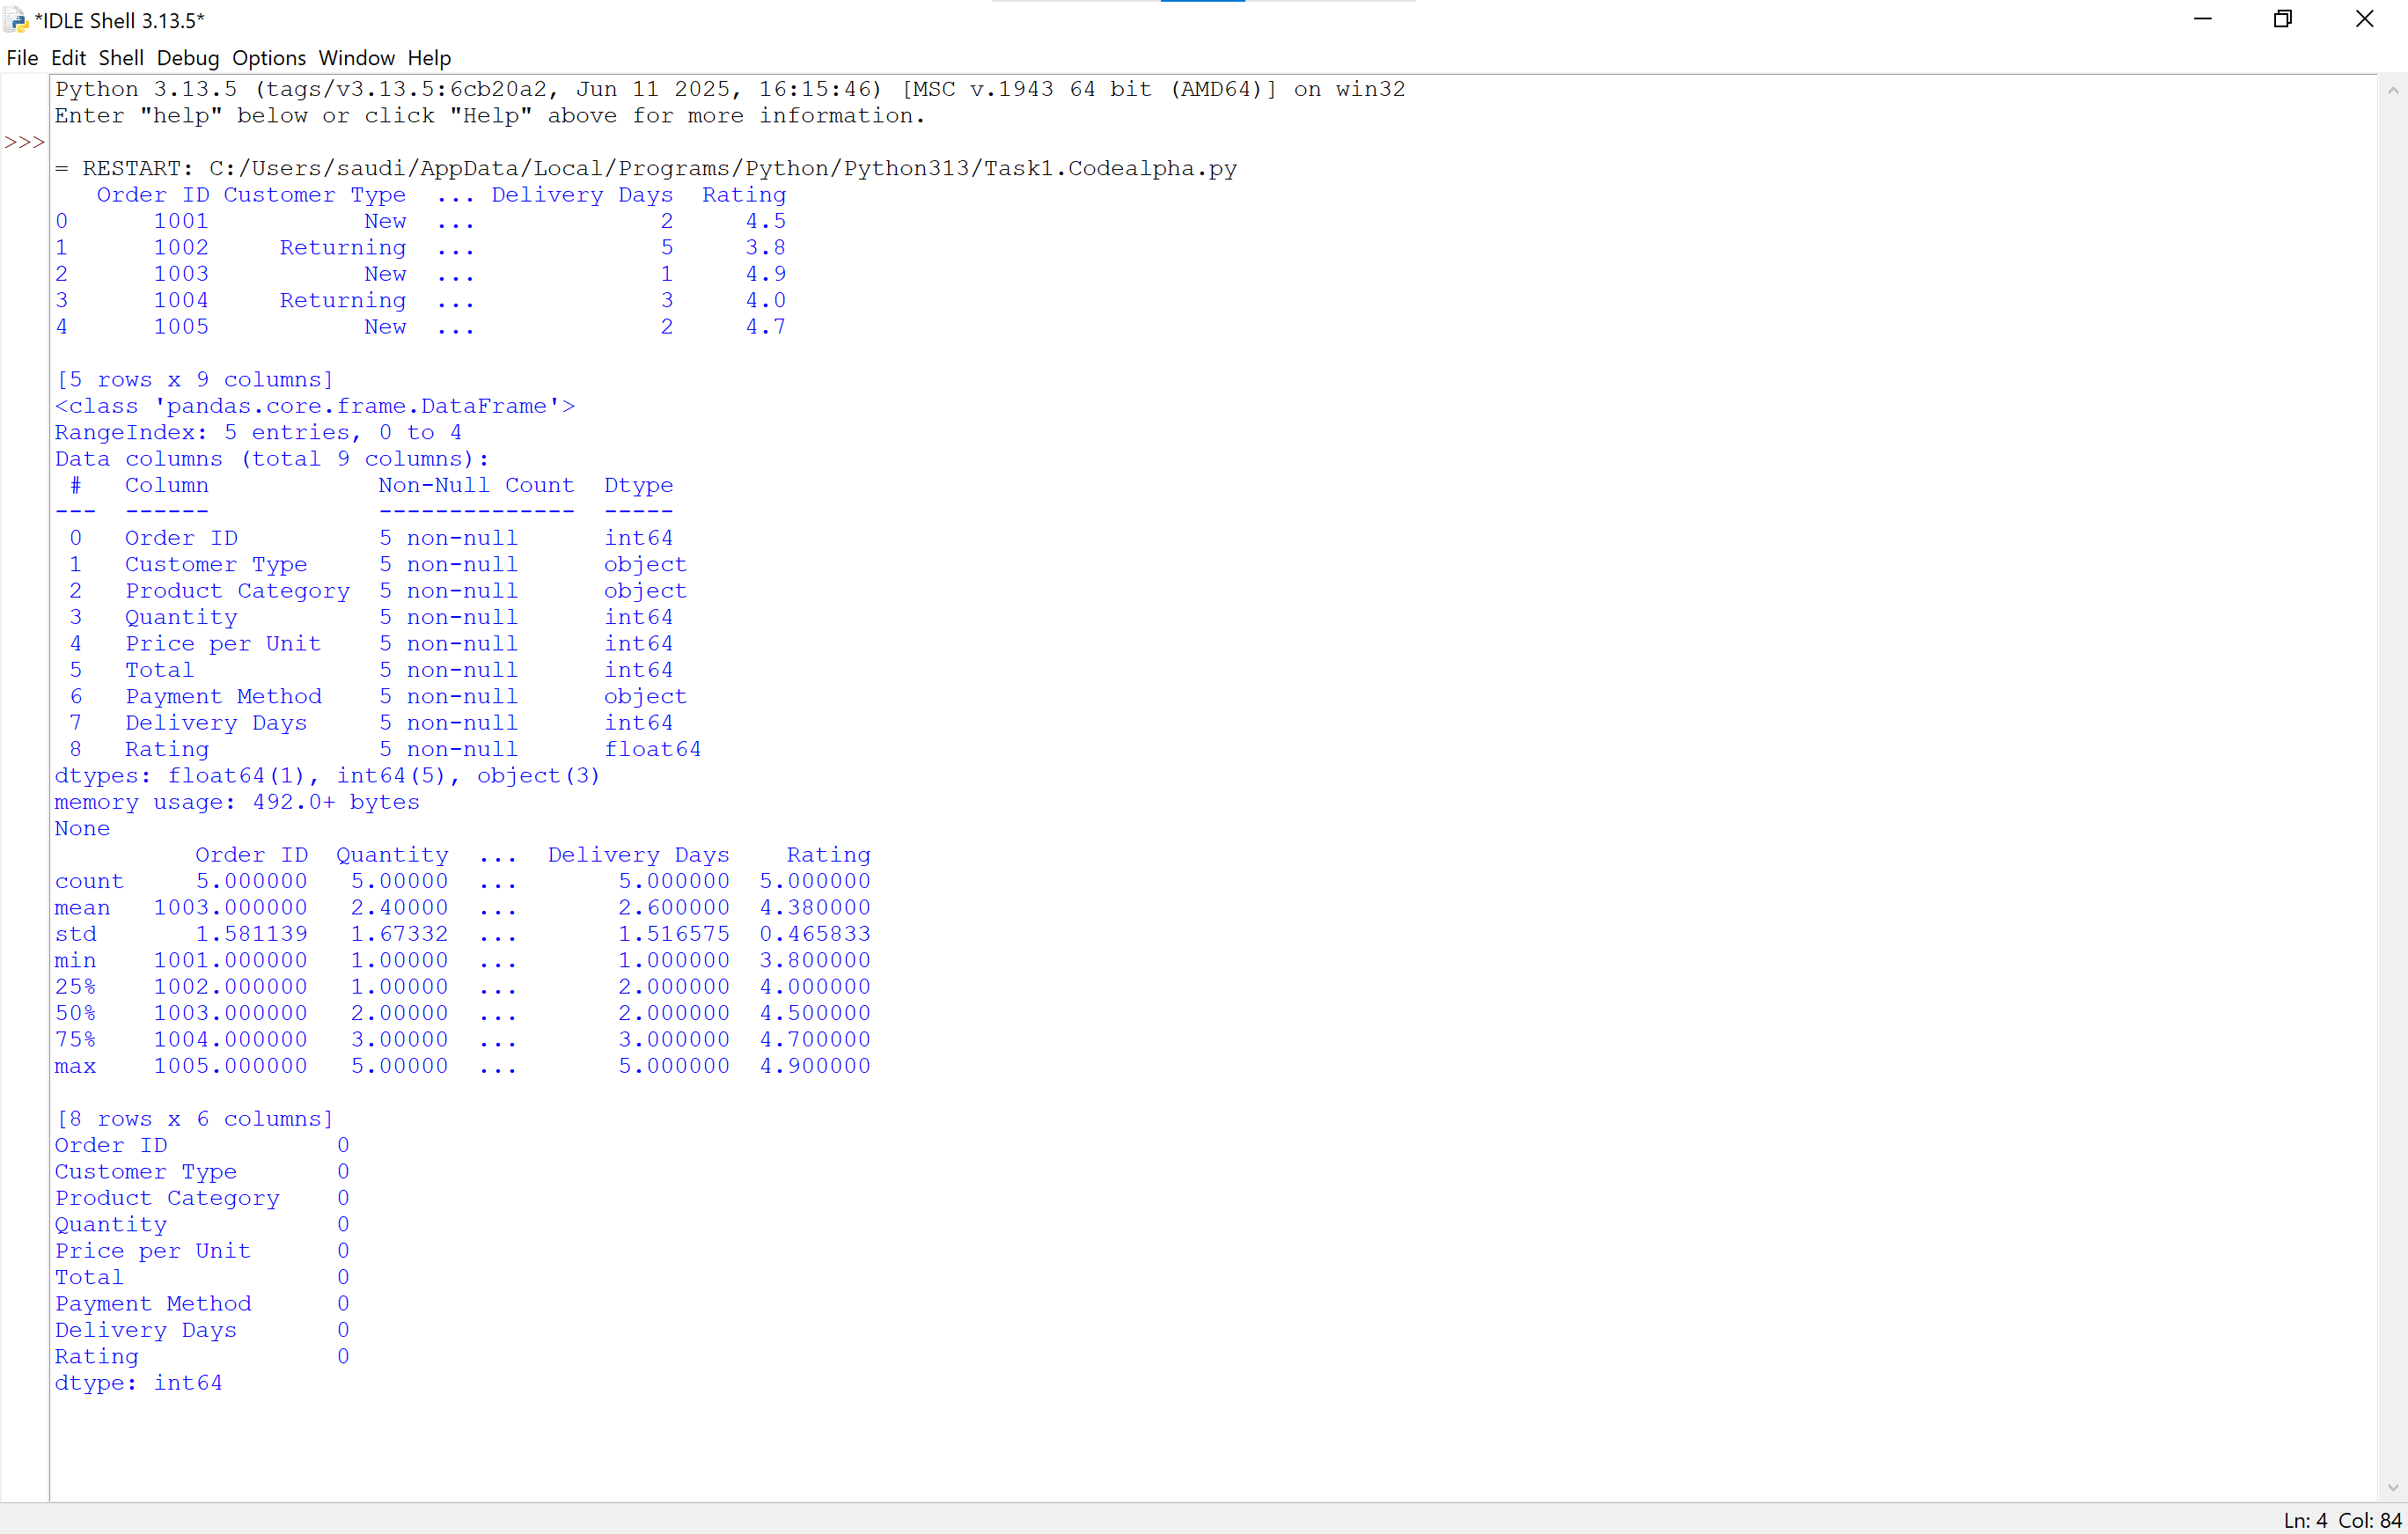 *IDLE Shell 3.13.5*
File Edit Shell Debug Options Window Help
Python 3.13.5 (tags/v3.13.5:6cb20a2, Jun 11 2025, 16:15:46) [MSC v.1943 64 bit (AMD64)] on win32
Enter "help" below or click "Help" above for more information.
>>>
= RESTART: C:/Users/saudi/AppData/Local/Programs/Python/Python313/Task1.Codealpha.py
   Order ID Customer Type  ... Delivery Days  Rating
0      1001           New  ...             2     4.5
1      1002     Returning  ...             5     3.8
2      1003           New  ...             1     4.9
3      1004     Returning  ...             3     4.0
4      1005           New  ...             2     4.7
[5 rows x 9 columns]
<class 'pandas.core.frame.DataFrame'>
RangeIndex: 5 entries, 0 to 4
Data columns (total 9 columns):
 #   Column            Non-Null Count  Dtype
---  ------            --------------  -----
 0   Order ID          5 non-null      int64
 1   Customer Type     5 non-null      object
 2   Product Category  5 non-null      object
 3   Quantity          5 non-null      int64
 4   Price per Unit    5 non-null      int64
 5   Total             5 non-null      int64
 6   Payment Method    5 non-null      object
 7   Delivery Days     5 non-null      int64
 8   Rating            5 non-null      float64
dtypes: float64(1), int64(5), object(3)
memory usage: 492.0+ bytes
None
          Order ID  Quantity  ...  Delivery Days    Rating
count     5.000000   5.00000  ...       5.000000  5.000000
mean   1003.000000   2.40000  ...       2.600000  4.380000
std       1.581139   1.67332  ...       1.516575  0.465833
min    1001.000000   1.00000  ...       1.000000  3.800000
25%    1002.000000   1.00000  ...       2.000000  4.000000
50%    1003.000000   2.00000  ...       2.000000  4.500000
75%    1004.000000   3.00000  ...       3.000000  4.700000
max    1005.000000   5.00000  ...       5.000000  4.900000
[8 rows x 6 columns]
Order ID            0
Customer Type       0
Product Category    0
Quantity            0
Price per Unit      0
Total               0
Payment Method      0
Delivery Days       0
Rating              0
dtype: int64
Ln: 4 Col: 84